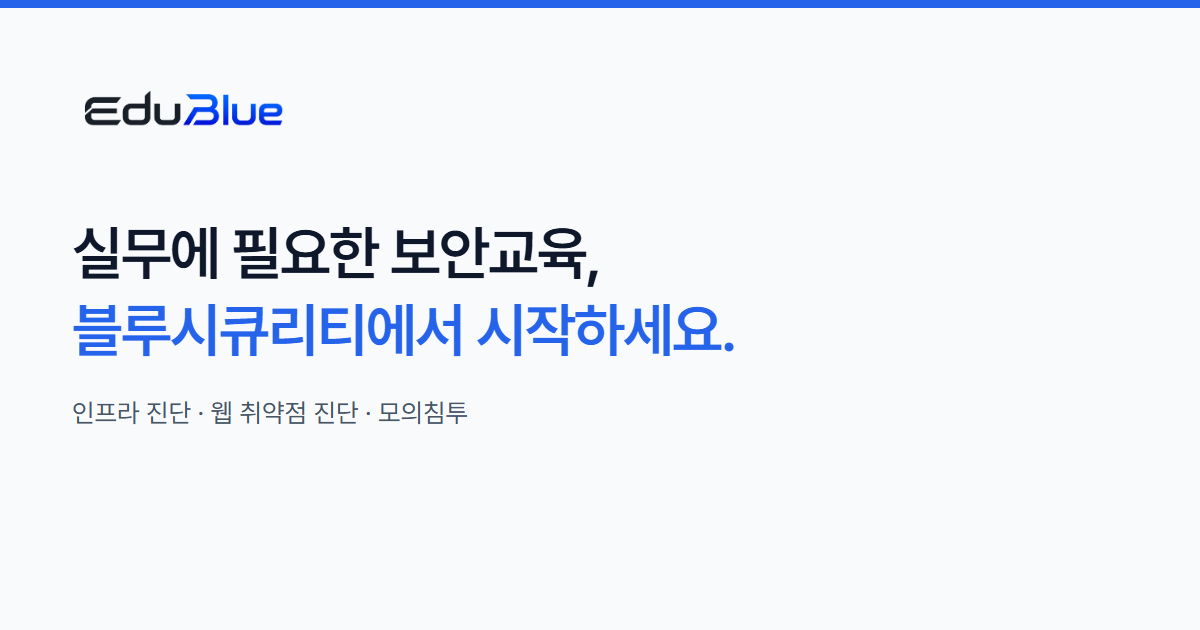 EduBlue
실무에 필요한 보안교육,
블루시큐리티에서 시작하세요.
인프라 진단 · 웹 취약점 진단 · 모의침투